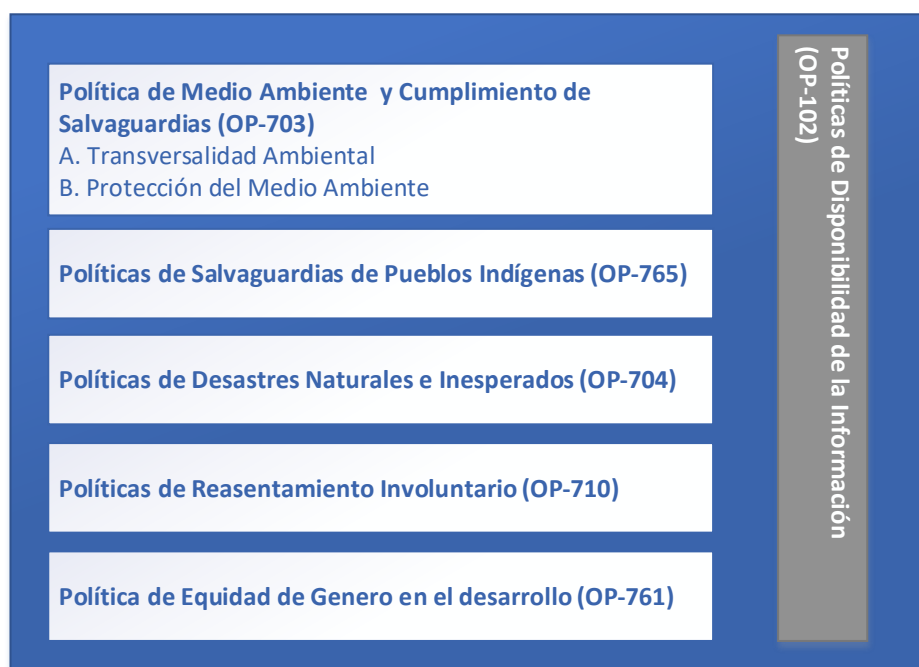 Política de Medio Ambiente y Cumplimiento de
Salvaguardias (OP-703)
A. Transversalidad Ambiental
B. Protección del Medio Ambiente
Políticas de Salvaguardias de Pueblos Indígenas (OP-765)
Políticas de Desastres Naturales e Inesperados (OP-704)
Políticas de Reasentamiento Involuntario (OP-710)
Política de Equidad de Genero en el desarrollo (OP-761)
Políticas de Disponibilidad de la Información
(OP-102)